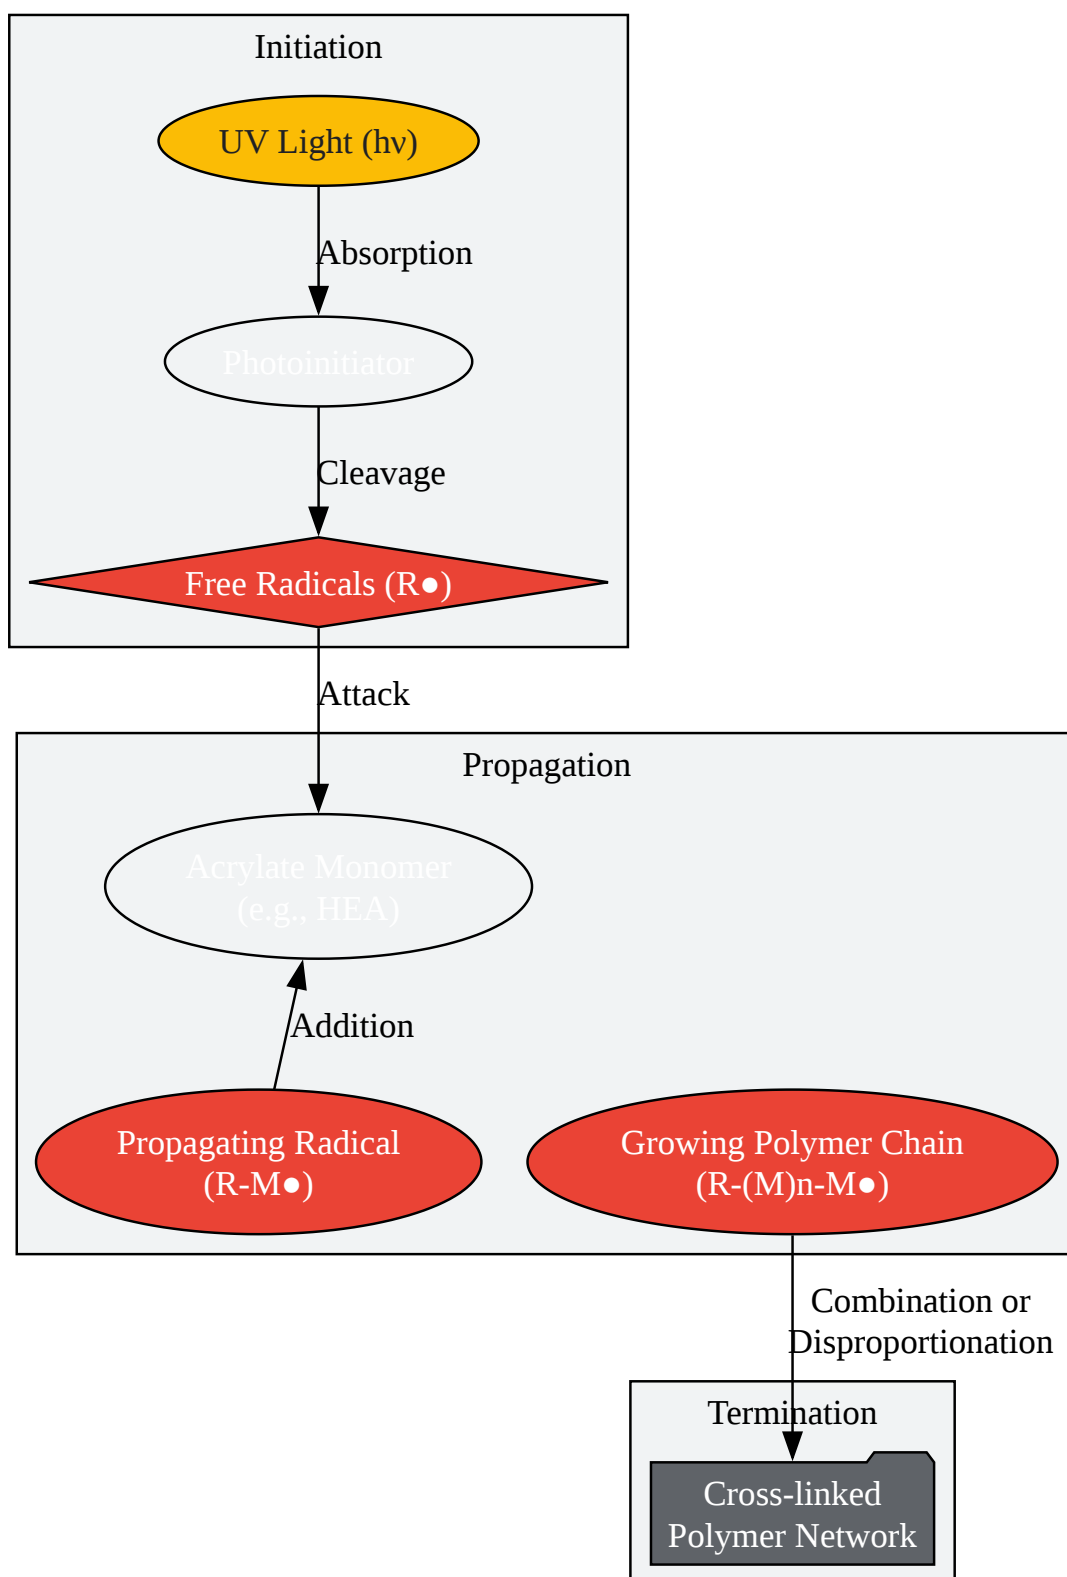 Initiation
UV Light (hν)
Absorption
Photoinitiator
Cleavage
Free Radicals (R●)
Attack
Propagation
Acrylate Monomer
(e.g., HEA)
Addition
Propagating Radical
(R-M●)
Growing Polymer Chain
(R-(M)n-M●)
Combination or
Disproportionation
Termination
Cross-linked
Polymer Network